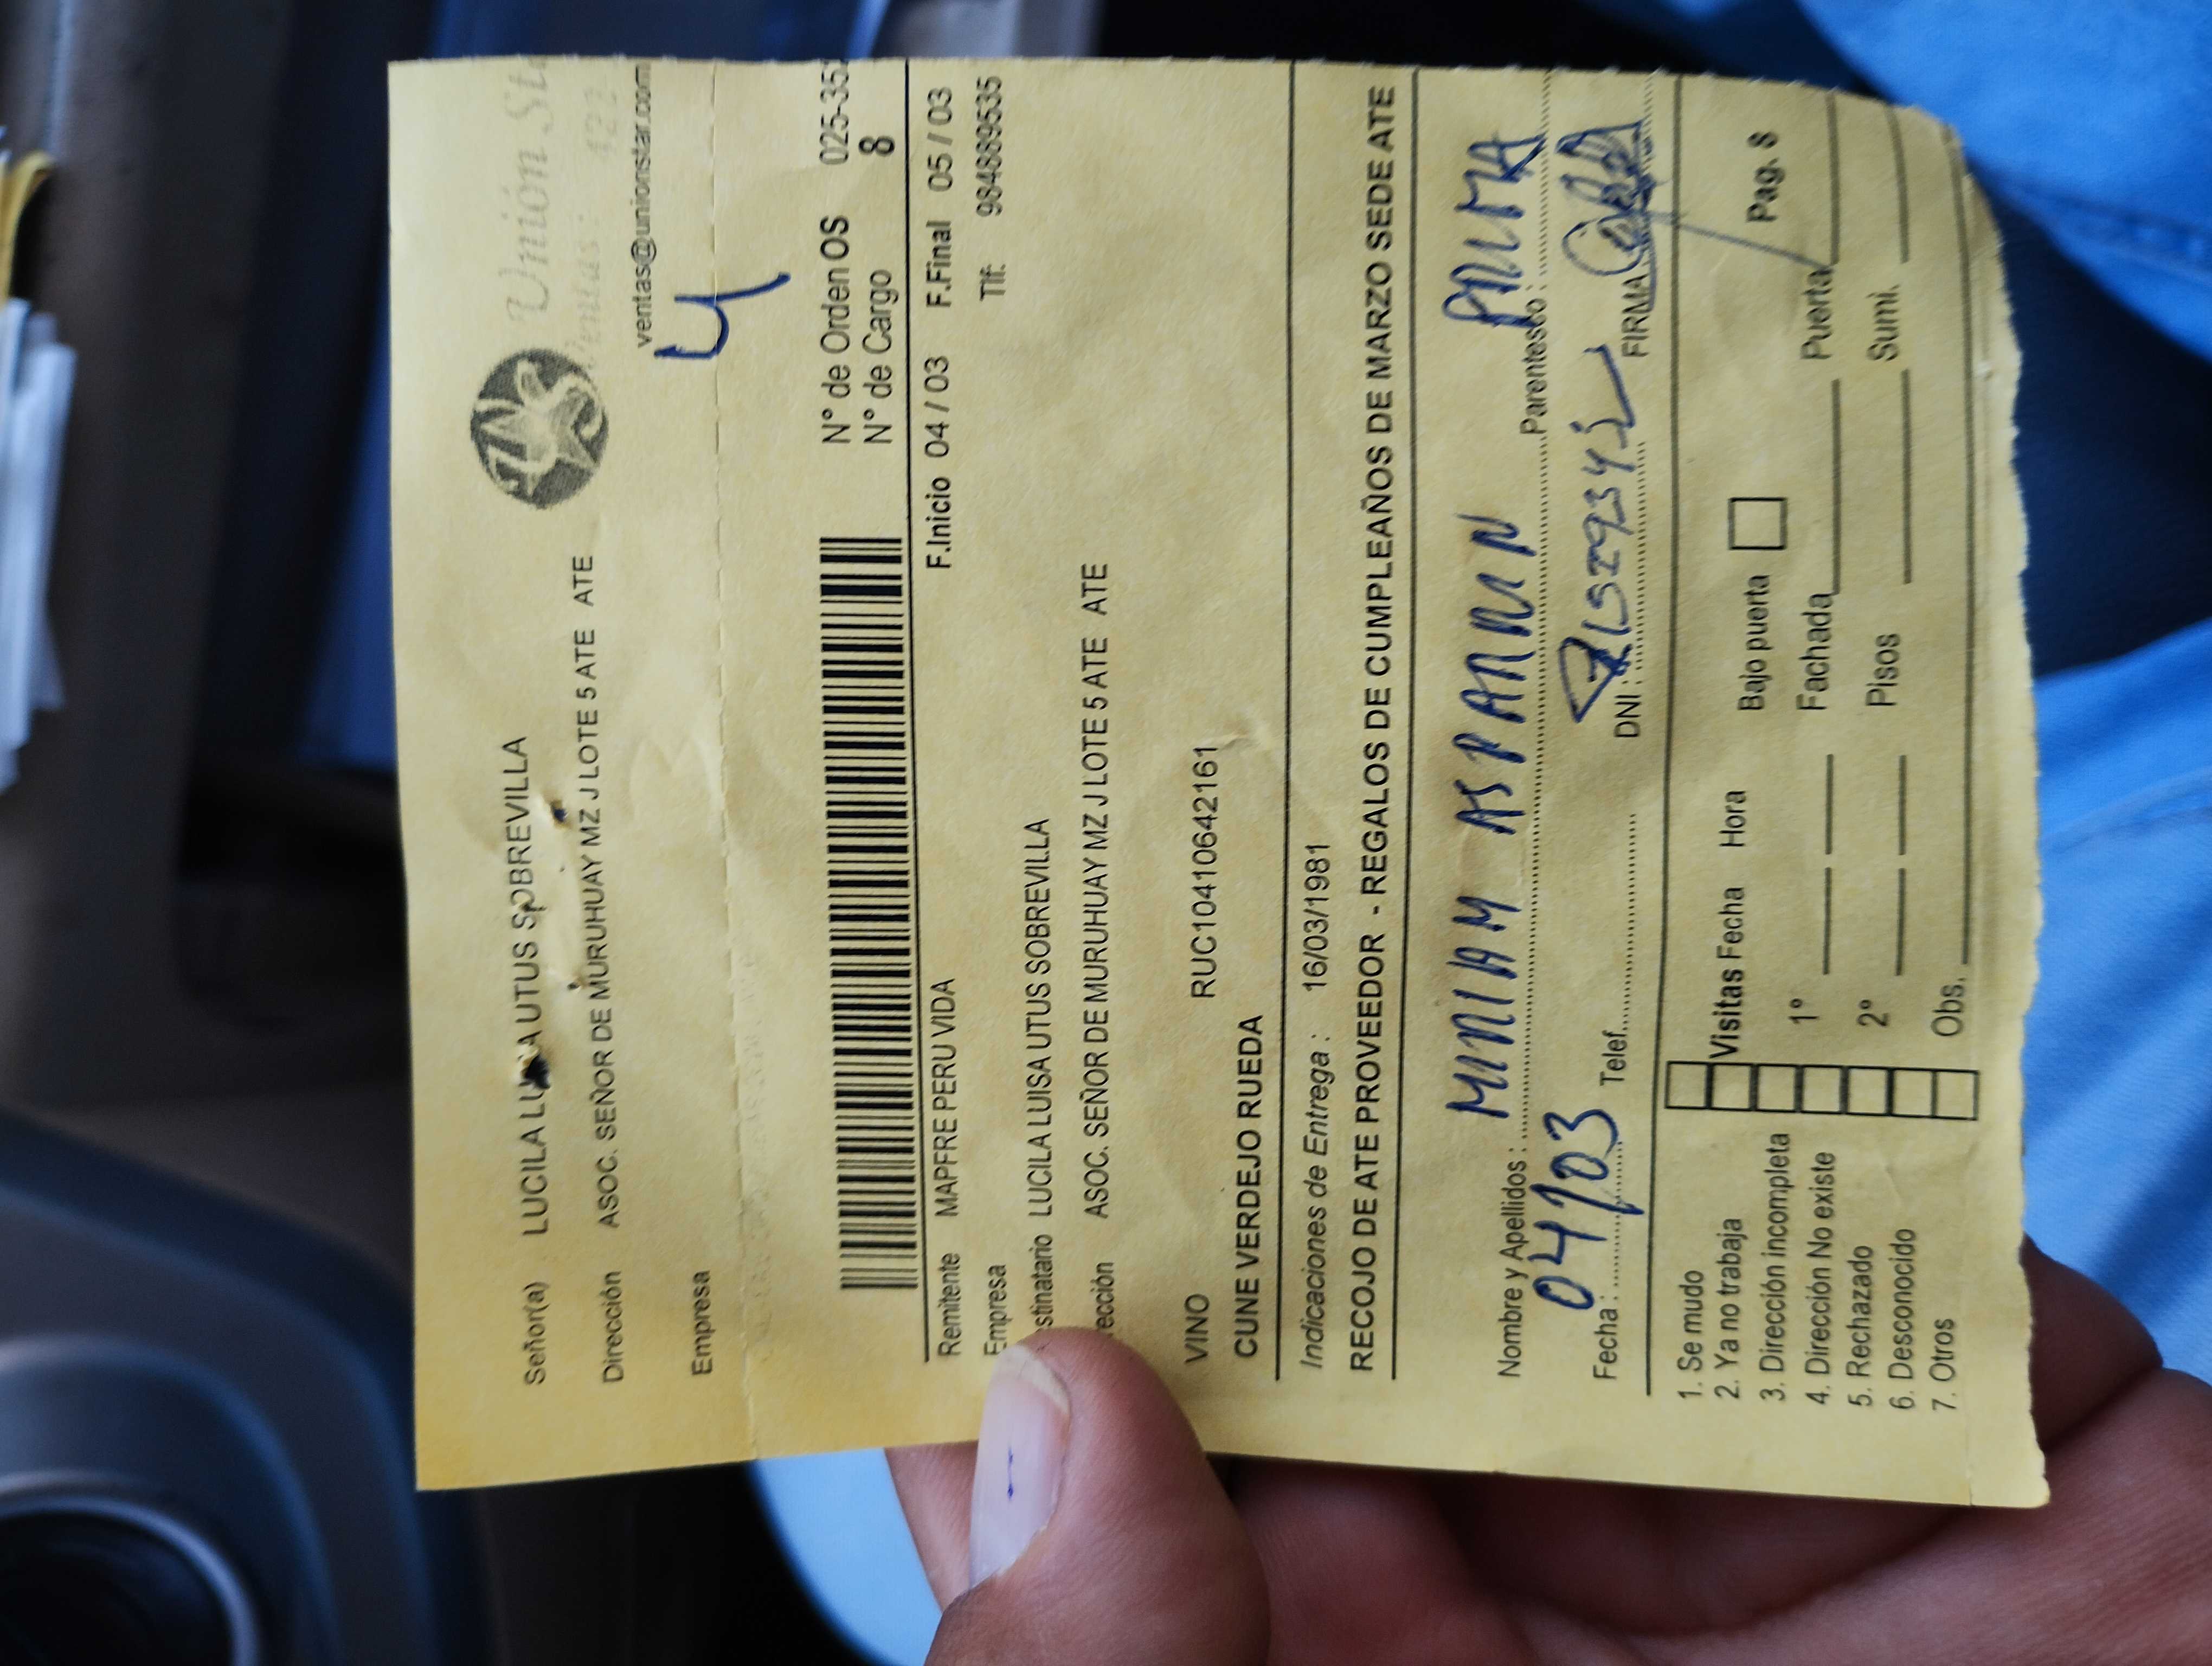 Señor(a) LUCILA LUISA UTUS SOBREVILLA
Unión
Ventas: 422
Dirección ASOC. SEÑOR DE MURUHUAY MZ J LOTE 5 ATE ATE
ventas@unionstar.com
Empresa
4
N° de Orden OS 025-35
N° de Cargo 8
Remitente MAPFRE PERU VIDA F.Inicio 04 / 03 F.Final 05 / 03
Empresa Tlf: 984889535
stinatario LUCILA LUISA UTUS SOBREVILLA
ección ASOC. SEÑOR DE MURUHUAY MZ J LOTE 5 ATE ATE
VINO RUC10410642161
CUNE VERDEJO RUEDA
Indicaciones de Entrega : 16/03/1981
RECOJO DE ATE PROVEEDOR - REGALOS DE CUMPLEAÑOS DE MARZO SEDE ATE
Nombre y Apellidos : Parentesco :
Fecha : 04/03 Telef. DNI : FIRMA
1. Se mudo
2. Ya no trabaja Visitas Fecha Hora Bajo puerta Pag. $
3. Dirección incompleta
4. Dirección No existe 1° Fachada Puerta
5. Rechazado
6. Desconocido 2° Pisos Sumi.
7. Otros Obs.